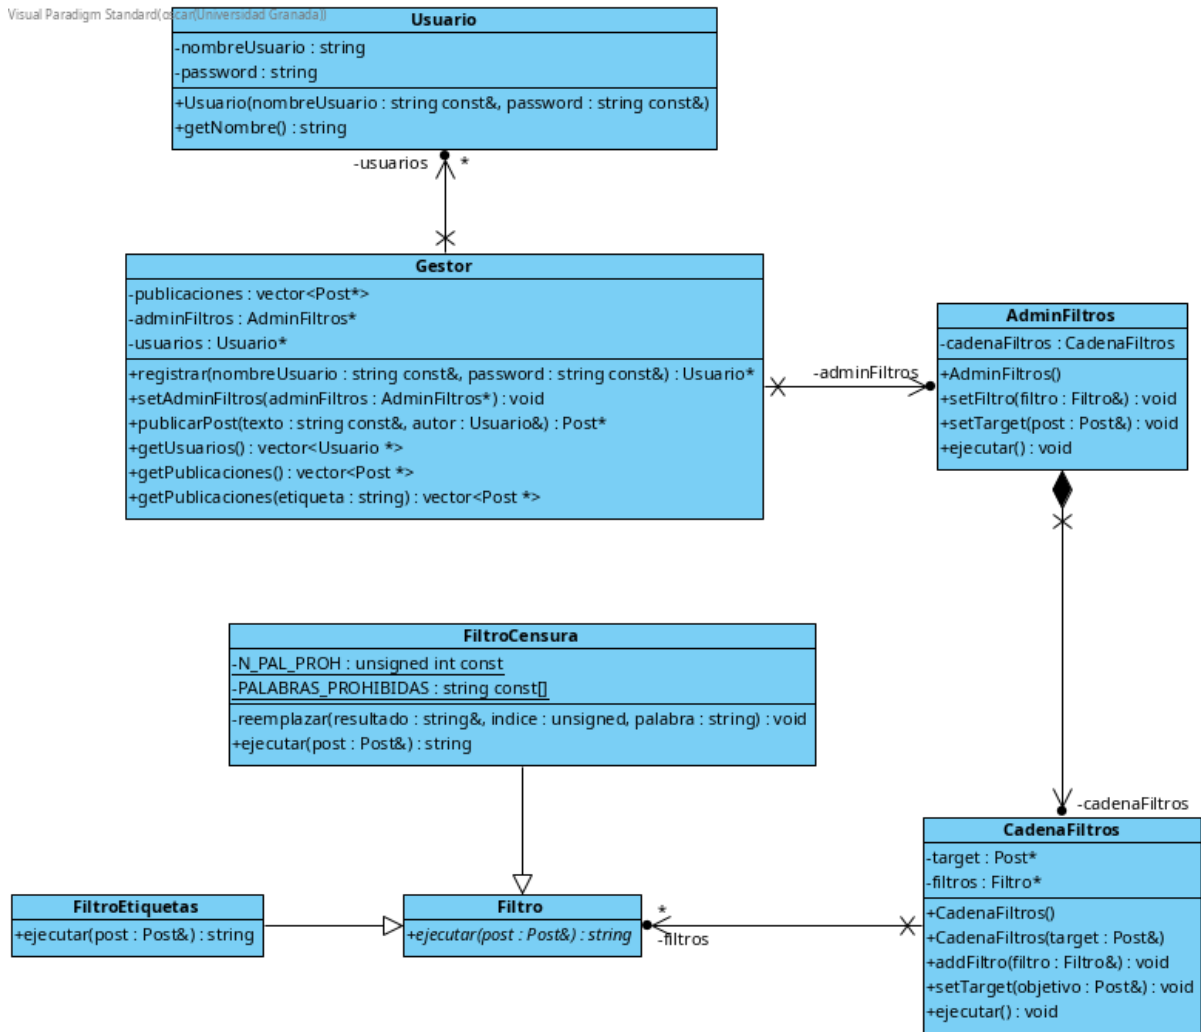 Visual Paradigm Standard(oscar(Universidad Granada))
Usuario
-nombreUsuario : string
-password : string
+Usuario(nombreUsuario : string const&, password : string const&)
+getNombre() : string
-usuarios
*
Gestor
-publicaciones : vector<Post*>
-adminFiltros : AdminFiltros*
-usuarios : Usuario*
+registrar(nombreUsuario : string const&, password : string const&) : Usuario*
+setAdminFiltros(adminFiltros : AdminFiltros*) : void
+publicarPost(texto : string const&, autor : Usuario&) : Post*
+getUsuarios() : vector<Usuario *>
+getPublicaciones() : vector<Post *>
+getPublicaciones(etiqueta : string) : vector<Post *>
-adminFiltros
AdminFiltros
-cadenaFiltros : CadenaFiltros
+AdminFiltros()
+setFiltro(filtro : Filtro&) : void
+setTarget(post : Post&) : void
+ejecutar() : void
FiltroCensura
-N_PAL_PROH : unsigned int const
-PALABRAS_PROHIBIDAS : string const[]
-reemplazar(resultado : string&, indice : unsigned, palabra : string) : void
+ejecutar(post : Post&) : string
-cadenaFiltros
FiltroEtiquetas
+ejecutar(post : Post&) : string
Filtro
+ejecutar(post : Post&) : string
*
-filtros
CadenaFiltros
-target : Post*
-filtros : Filtro*
+CadenaFiltros()
+CadenaFiltros(target : Post&)
+addFiltro(filtro : Filtro&) : void
+setTarget(objetivo : Post&) : void
+ejecutar() : void